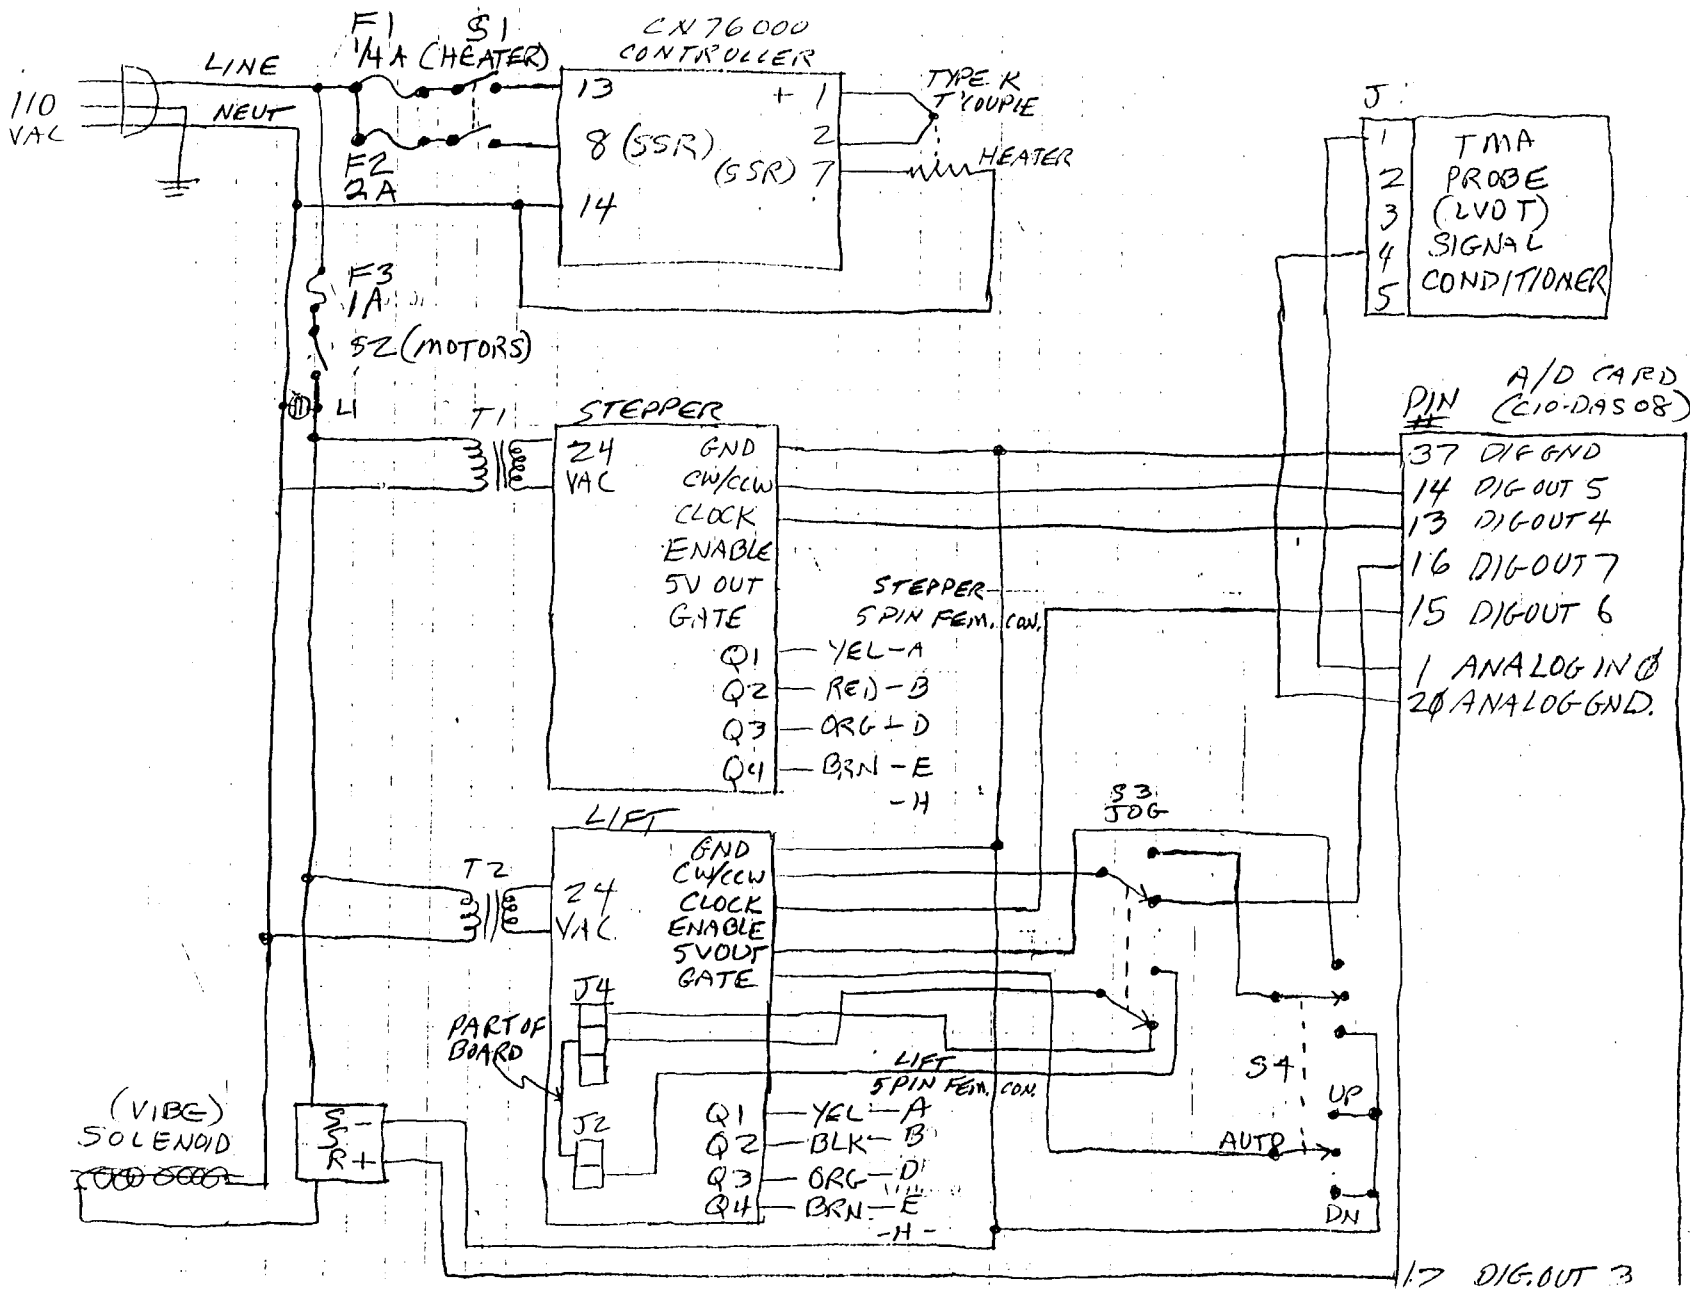 F1
S1
1/4 A (HEATER)
CN76000
CONTROLLER
LINE
NEUT
110
VAC
13
8 (SSR)
14
+ 1
2
(SSR) 7
TYPE K
T'COUPLE
HEATER
F2
2A
F3
1A
S2 (MOTORS)
L1
J
1
2
3
4
5
TMA
PROBE
(LVDT)
SIGNAL
CONDITIONER
A/D CARD
(CIO-DAS08)
PIN
#
37 DIG GND
14 DIG OUT 5
13 DIG OUT 4
16 DIG OUT 7
15 DIG OUT 6
1 ANALOG IN 0
20 ANALOG GND.
T1
STEPPER
24
VAC
GND
CW/CCW
CLOCK
ENABLE
5V OUT
GATE
Q1
Q2
Q3
Q4
STEPPER
5 PIN FEM. CON.
YEL-A
RED-B
ORG-D
BRN-E
-H
LIFT
T2
24
VAC
GND
CW/CCW
CLOCK
ENABLE
5V OUT
GATE
J4
PART OF
BOARD
J2
Q1
Q2
Q3
Q4
LIFT
5 PIN FEM. CON.
YEL-A
BLK-B
ORG-D
BRN-E
-H-
S3
JOG
S4
UP
AUTO
DN
(VIBE)
SOLENOID
S -
S
R +
17 DIG. OUT 3